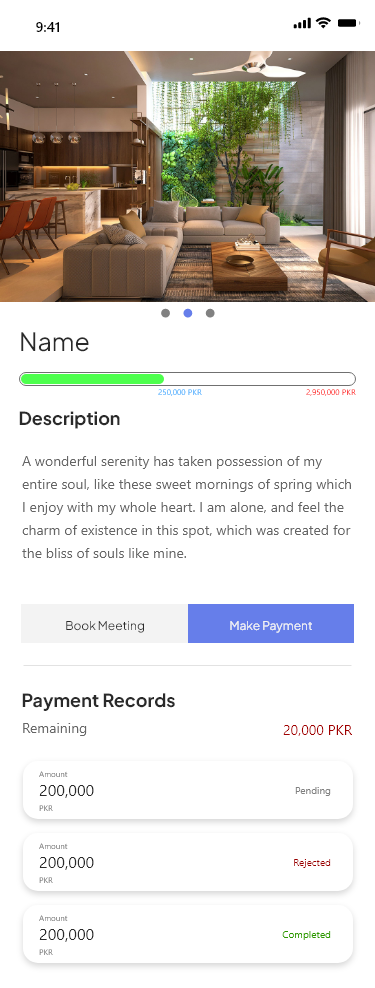 9:41
Name
250,000 PKR
2,950,000 PKR
Description
A wonderful serenity has taken possession of my
entire soul, like these sweet mornings of spring which
I enjoy with my whole heart. I am alone, and feel the
charm of existence in this spot, which was created for
the bliss of souls like mine.
Book Meeting
Make Payment
Payment Records
Remaining
20,000 PKR
Amount
200,000
PKR
Pending
Amount
200,000
PKR
Rejected
Amount
200,000
PKR
Completed